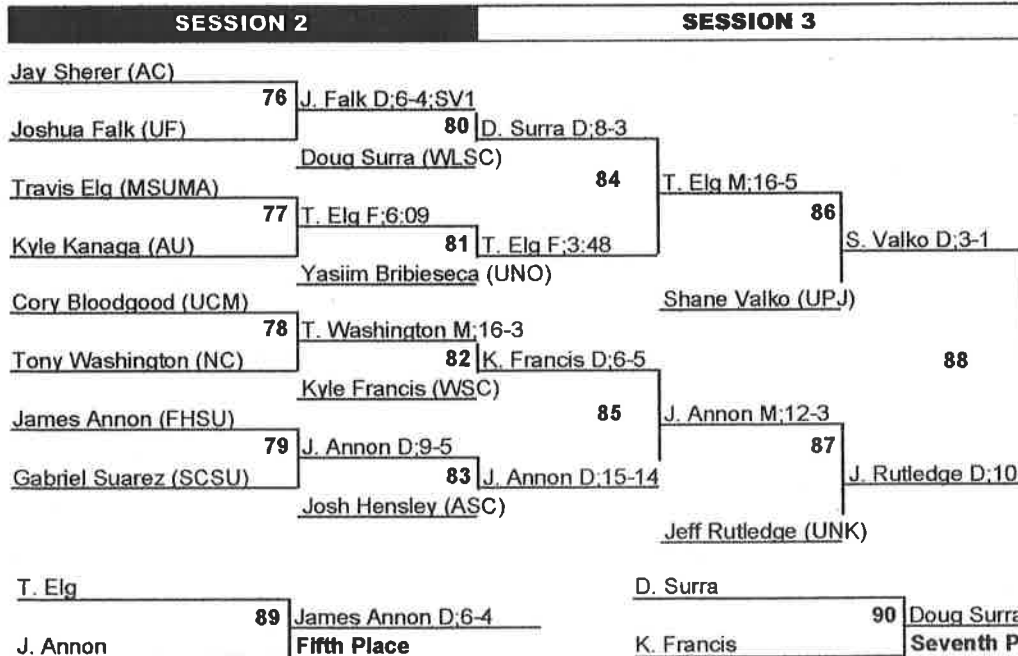 SESSION 2
SESSION 3
Jay Sherer (AC)
76
J. Falk D;6-4;SV1
Joshua Falk (UF)
80
D. Surra D;8-3
Doug Surra (WLSC)
84
T. Elg M;16-5
Travis Elg (MSUMA)
77
T. Elg F;6:09
86
Kyle Kanaga (AU)
81
T. Elg F;3:48
S. Valko D;3-1
Yasiim Bribieseca (UNO)
Cory Bloodgood (UCM)
Shane Valko (UPJ)
78
T. Washington M;16-3
Tony Washington (NC)
82
K. Francis D;6-5
88
Kyle Francis (WSC)
James Annon (FHSU)
85
J. Annon M;12-3
79
J. Annon D;9-5
87
Gabriel Suarez (SCSU)
83
J. Annon D;15-14
J. Rutledge D;10
Josh Hensley (ASC)
Jeff Rutledge (UNK)
T. Elg
D. Surra
89
James Annon D;6-4
90
Doug Surra
J. Annon
Fifth Place
K. Francis
Seventh P